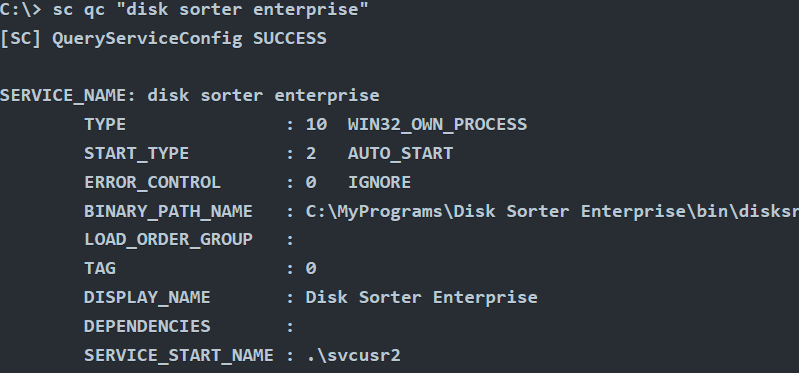 C:\> sc qc "disk sorter enterprise"
[SC] QueryServiceConfig SUCCESS
SERVICE_NAME: disk sorter enterprise
TYPE : 10 WIN32_OWN_PROCESS
START_TYPE : 2 AUTO_START
ERROR_CONTROL : 0 IGNORE
BINARY_PATH_NAME : C:\MyPrograms\Disk Sorter Enterprise\bin\disksr
LOAD_ORDER_GROUP :
TAG : 0
DISPLAY_NAME : Disk Sorter Enterprise
DEPENDENCIES :
SERVICE_START_NAME : .\svcusr2